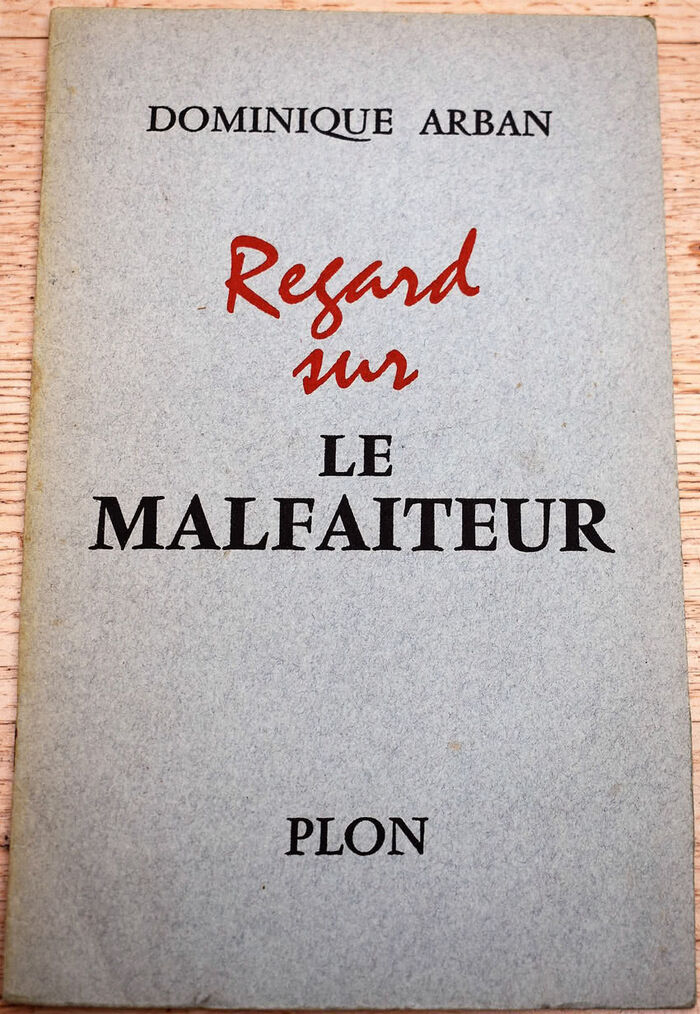 DOMINIQUE ARBAN
Regard
sur
LE
MALFAITEUR
PLON